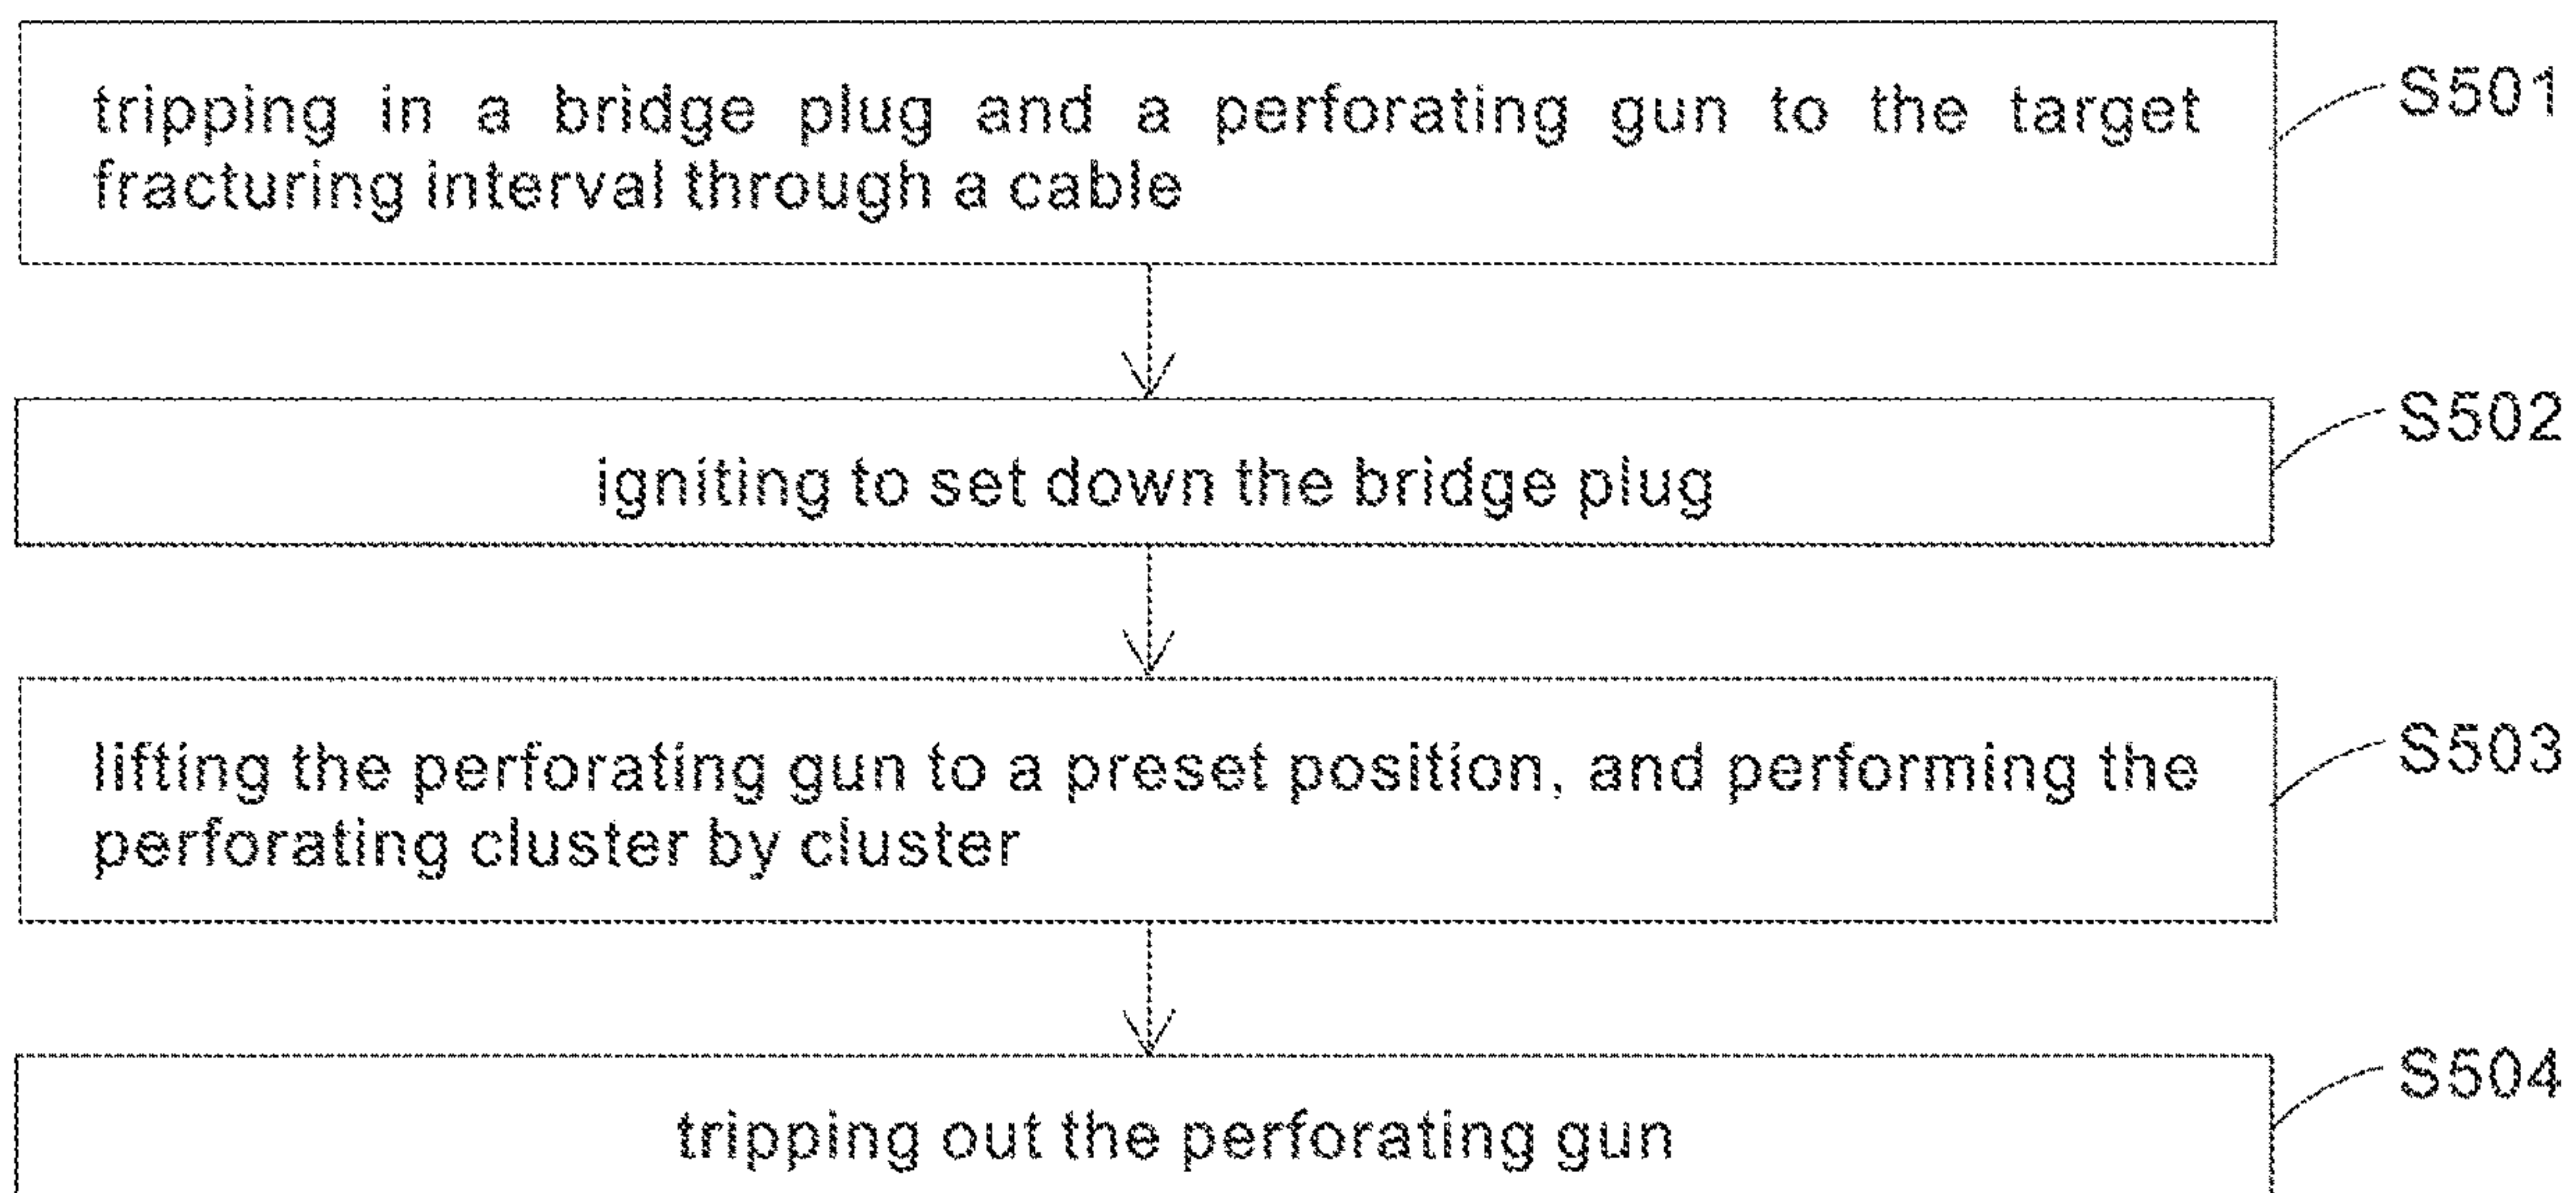 tripping in a bridge plug and a perforating gun to the target
fracturing interval through a cable
S501
igniting to set down the bridge plug
S502
lifting the perforating gun to a preset position, and performing the
perforating cluster by cluster
S503
tripping out the perforating gun
S504